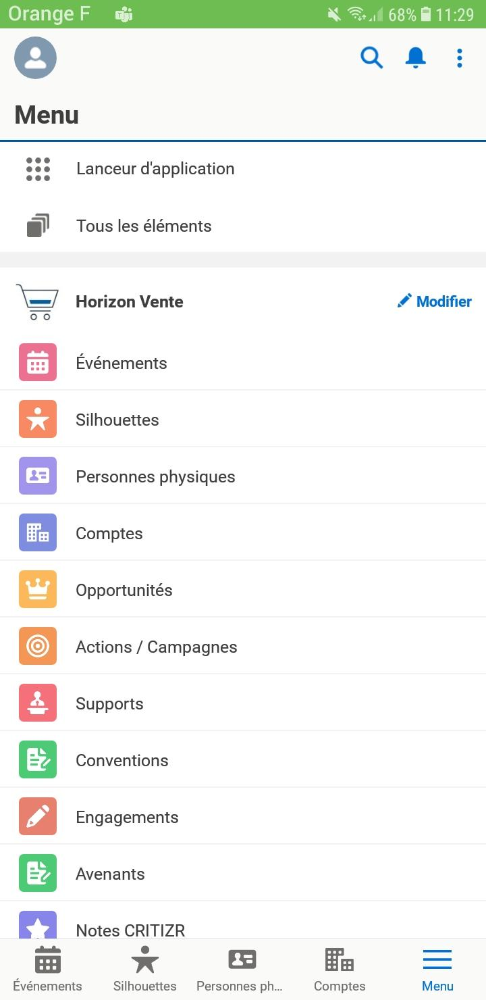 Orange F
68% 11:29
Menu
Lanceur d'application
Tous les éléments
Horizon Vente
Modifier
Événements
Silhouettes
Personnes physiques
Comptes
Opportunités
Actions / Campagnes
Supports
Conventions
Engagements
Avenants
Notes CRITIZR
Événements
Silhouettes
Personnes ph...
Comptes
Menu